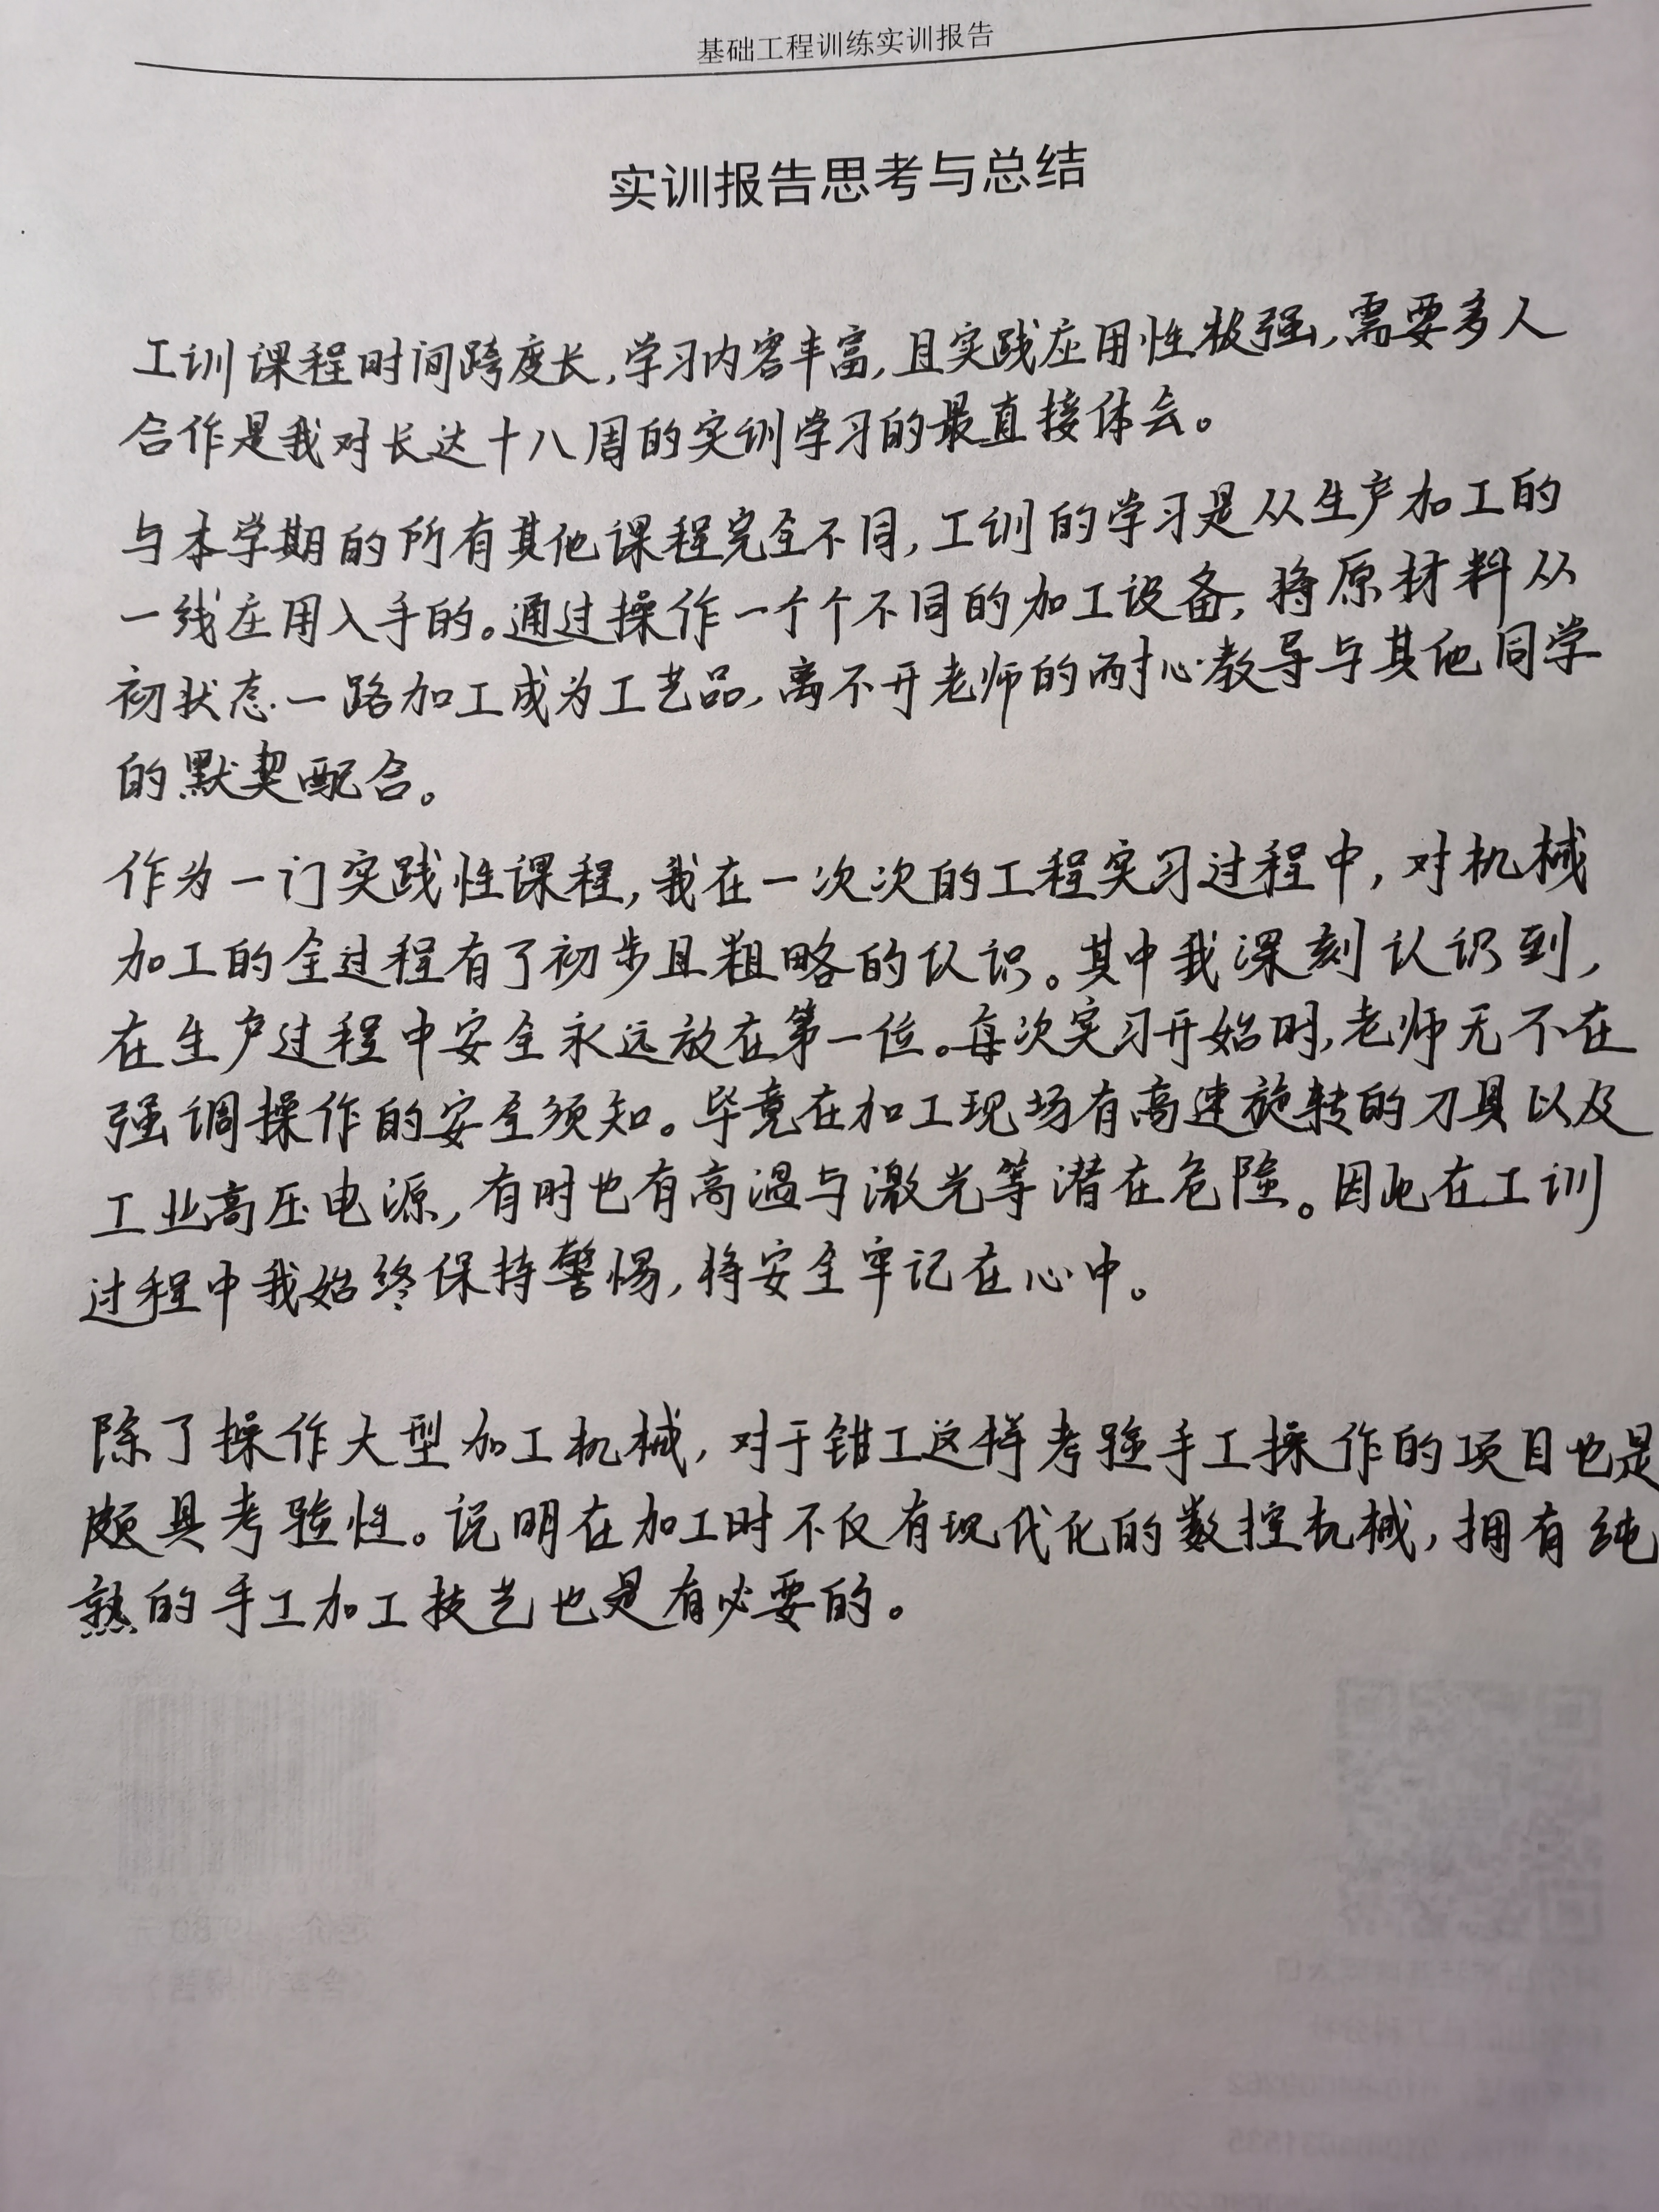 基础工程训练实训报告
实训报告思考与总结
工训课程时间跨度长,学习内容丰富,且实践应用性极强,需要多人
合作是我对长达十八周的实训学习的最直接体会。
与本学期的所有其他课程完全不同,工训的学习是从生产加工的
一线应用入手的。通过操作一个个不同的加工设备,将原材料从
初状态一路加工成为工艺品,离不开老师的耐心教导与其他同学
的默契配合。
作为一门实践性课程,我在一次次的工程实习过程中,对机械
加工的全过程有了初步且粗略的认识。其中我深刻认识到,
在生产过程中安全永远放在第一位。每次实习开始时,老师无不在
强调操作的安全须知。毕竟在加工现场有高速旋转的刀具以及
工业高压电源,有时也有高温与激光等潜在危险。因此在工训
过程中我始终保持警惕,将安全牢记在心中。
除了操作大型加工机械,对于钳工这样考验手工操作的项目也是
颇具考验性。说明在加工时不仅有现代化的数控机械,拥有纯
熟的手工加工技艺也是有必要的。